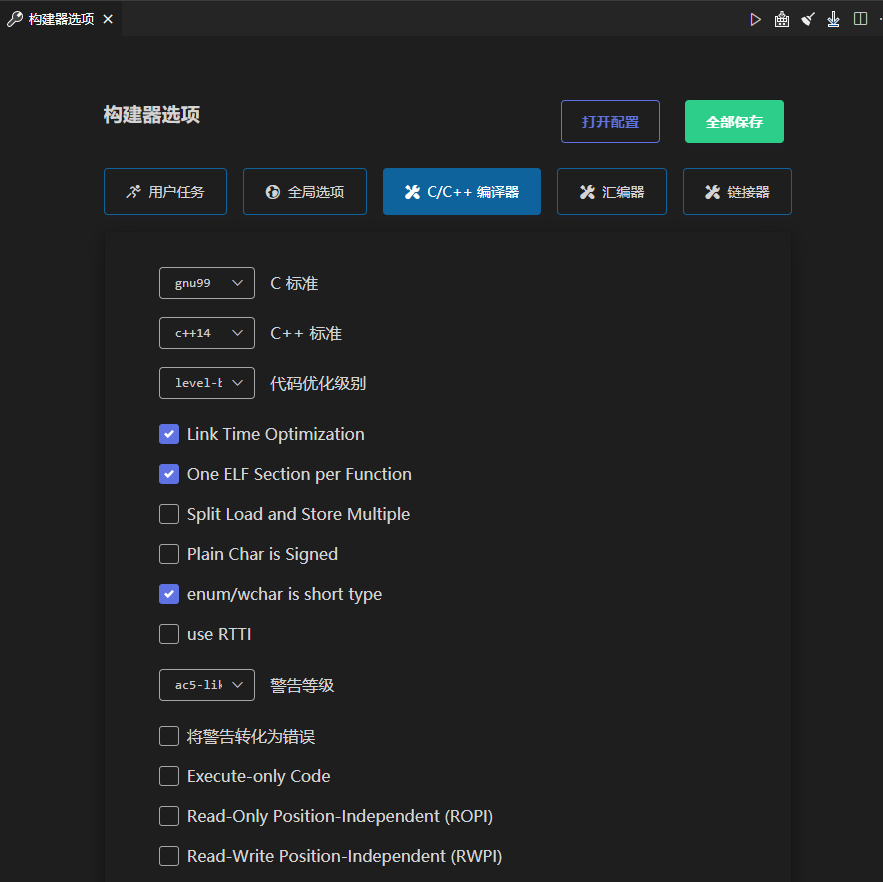 构建器选项
构建器选项
打开配置
全部保存
用户任务
全局选项
C/C++ 编译器
汇编器
链接器
gnu99 C 标准
c++14 C++ 标准
level-b 代码优化级别
Link Time Optimization
One ELF Section per Function
Split Load and Store Multiple
Plain Char is Signed
enum/wchar is short type
use RTTI
ac5-lik 警告等级
将警告转化为错误
Execute-only Code
Read-Only Position-Independent (ROPI)
Read-Write Position-Independent (RWPI)